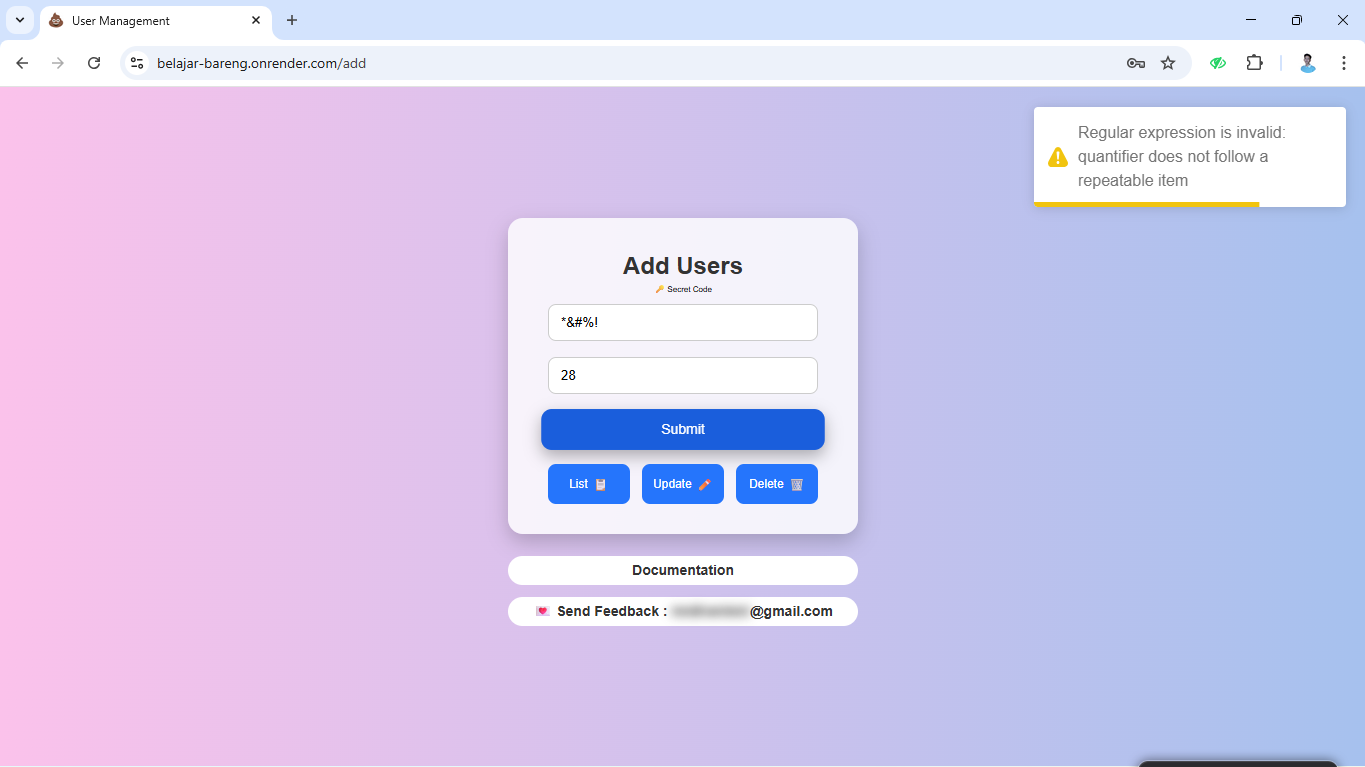 User Management
belajar-bareng.onrender.com/add
Regular expression is invalid:
quantifier does not follow a
repeatable item
Add Users
🔑 Secret Code
*&#%!
28
Submit
List 📋 Update ✏️ Delete 🗑️
Documentation
💌 Send Feedback : @gmail.com